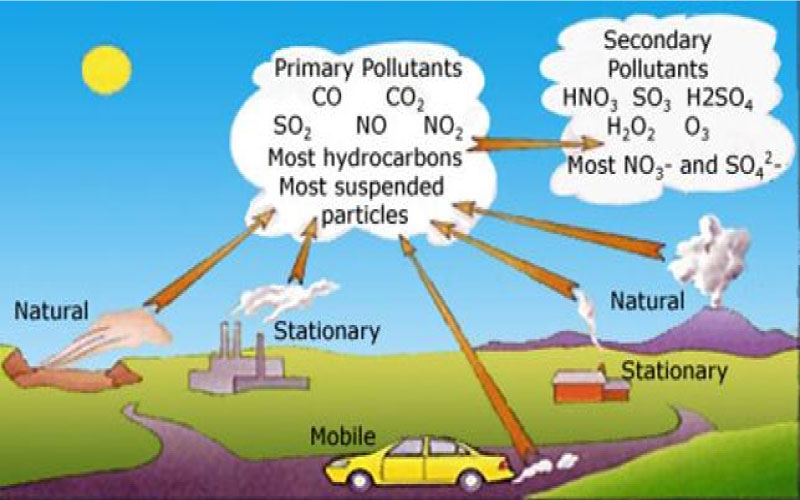 Primary Pollutants
CO CO₂
SO₂ NO NO₂
Most hydrocarbons
Most suspended
particles
Secondary
Pollutants
HNO₃ SO₃ H2SO₄
H₂O₂ O₃
Most NO₃- and SO₄²-
Natural
Stationary
Natural
Stationary
Mobile